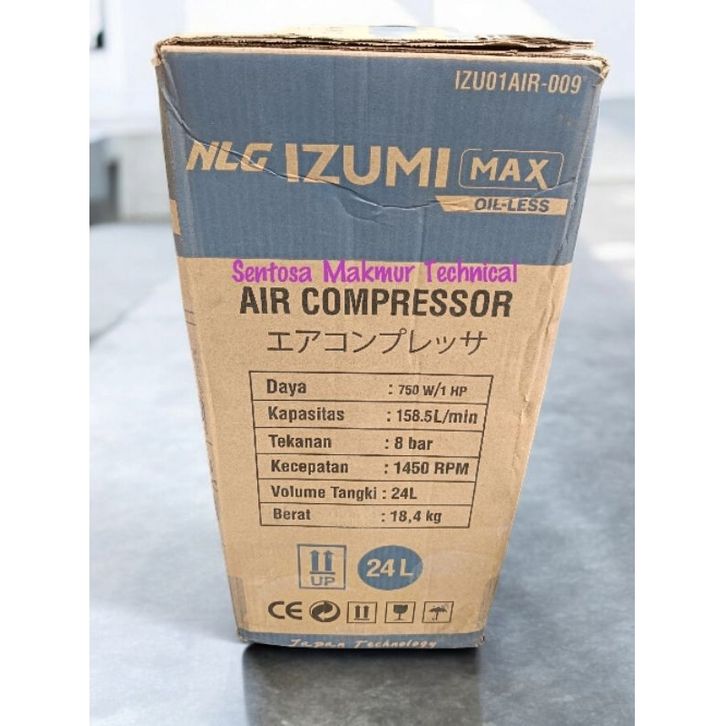 IZU01AIR-009
NLG IZUMI MAX
OIL-LESS
Sentosa Makmur Technical
AIR COMPRESSOR
エアコンプレッサ
Daya : 750 W/1 HP
Kapasitas : 158.5L/min
Tekanan : 8 bar
Kecepatan : 1450 RPM
Volume Tangki : 24L
Berat : 18,4 kg
UP
24L
CE
Japan Technology